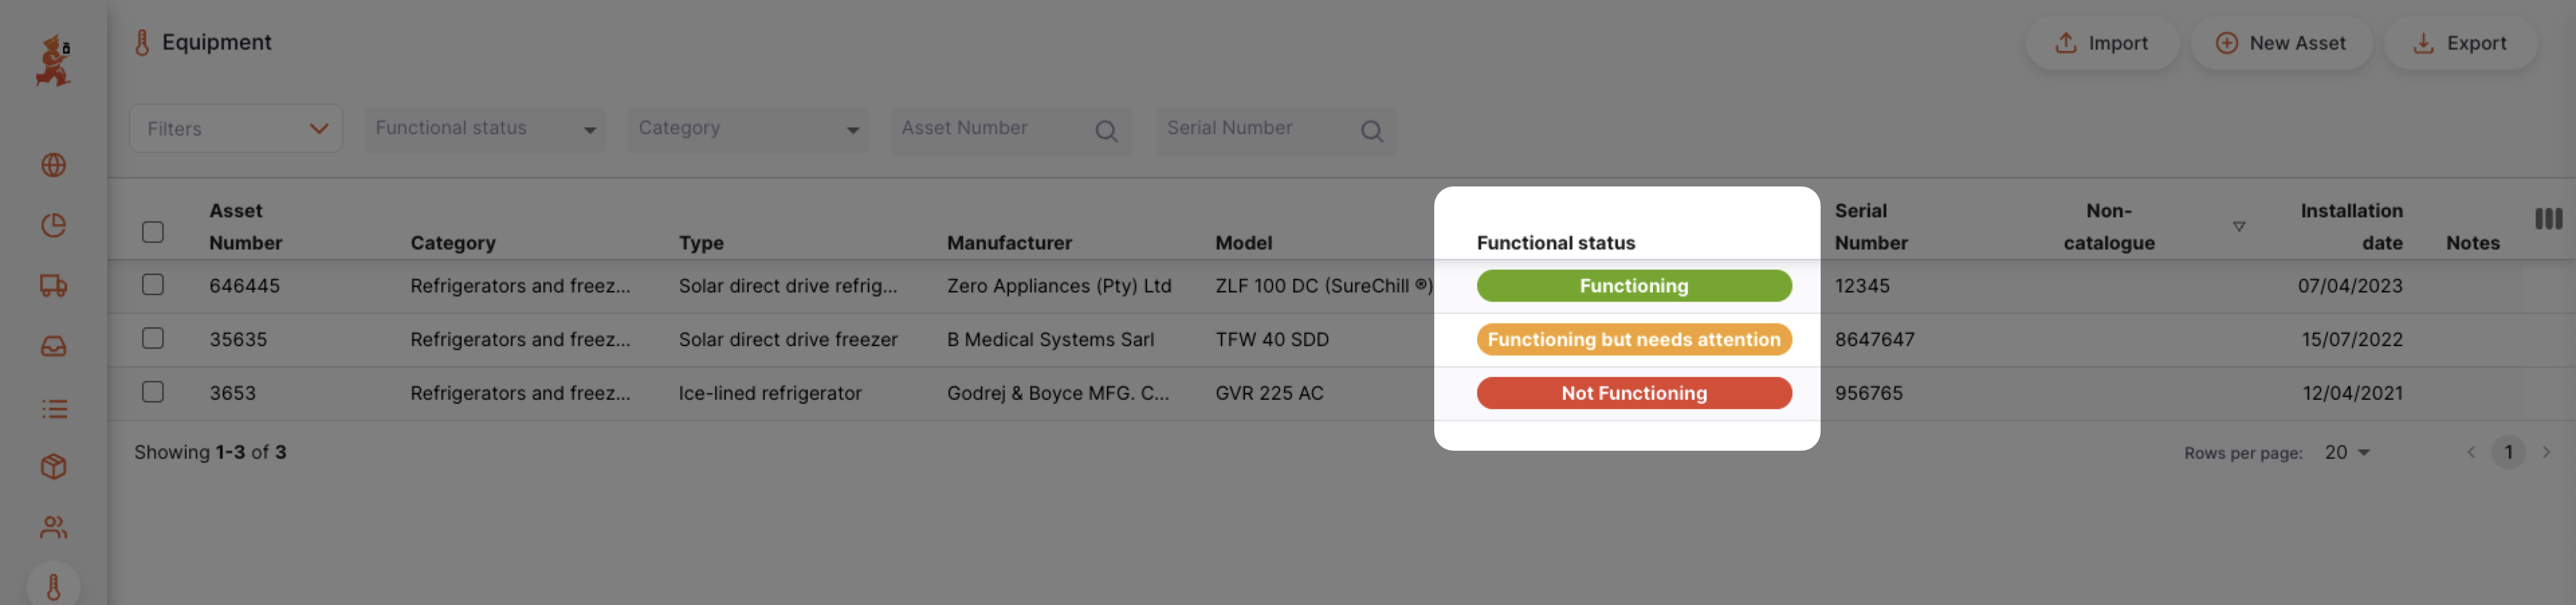 Equipment
Import
New Asset
Export
Filters
Functional status
Category
Asset Number
Serial Number
Asset Number Category Type Manufacturer Model Functional status Serial Number Non-catalogue Installation date Notes
646445 Refrigerators and freez... Solar direct drive refrig... Zero Appliances (Pty) Ltd ZLF 100 DC (SureChill ®) Functioning 12345 07/04/2023
35635 Refrigerators and freez... Solar direct drive freezer B Medical Systems Sarl TFW 40 SDD Functioning but needs attention 8647647 15/07/2022
3653 Refrigerators and freez... Ice-lined refrigerator Godrej & Boyce MFG. C... GVR 225 AC Not Functioning 956765 12/04/2021
Showing 1-3 of 3
Rows per page: 20
1